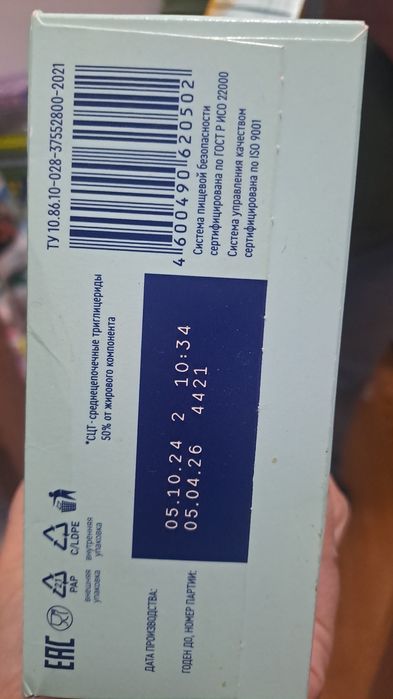 ТУ 10.86.10-028-37552800-2021
4 600490 620502
Система пищевой безопасности
сертифицирована по ГОСТ Р ИСО 22000
Система управления качеством
сертифицирована по ISO 9001
*СЦТ-среднецепочечные триглицериды
50% от жирового компонента
05.10.24 2 10:34
05.04.26 4421
ДАТА ПРОИЗВОДСТВА:
ГОДЕН ДО, НОМЕР ПАРТИИ:
EAC
21
PAP
внешняя
упаковка
C/LDPE
внутренняя
упаковка